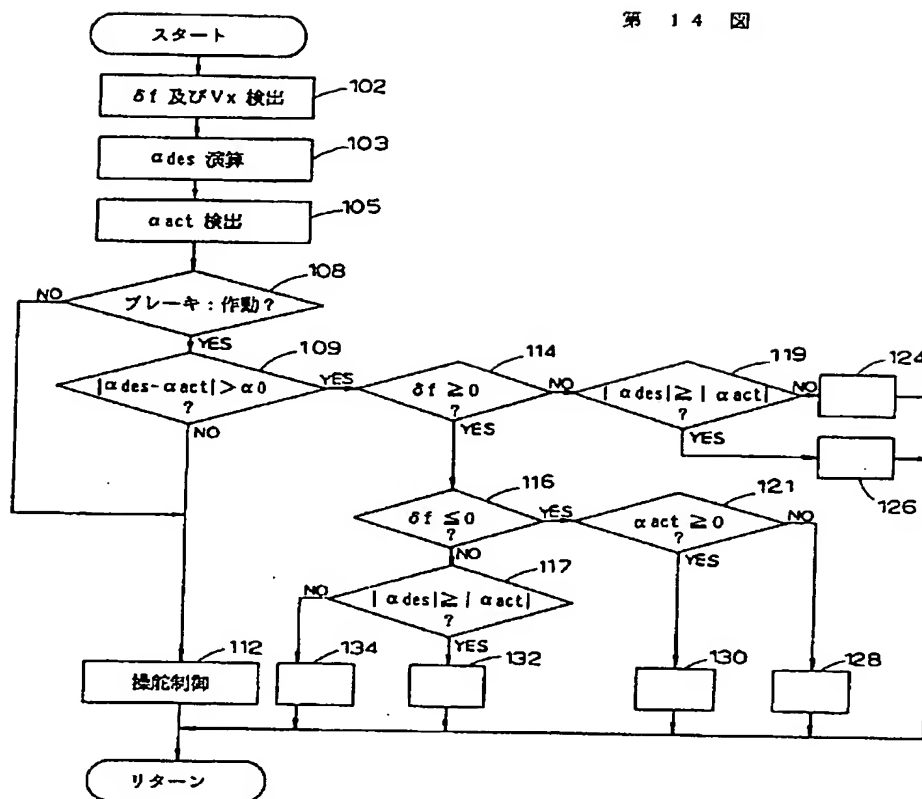 第 14 図
スタート
δf 及びVx 検出
102
αdes 演算
103
αact 検出
105
108
NO
ブレーキ:作動?
YES
109
114
119
124
|αdes-αact|>α0
?
YES
δf ≥0
?
NO
|αdes|≥|αact|
?
NO
NO
YES
YES
126
116
121
δf ≤0
?
YES
αact ≥0
?
NO
NO
YES
117
NO
|αdes|≥|αact|
?
YES
112
134
132
130
128
操舵制御
リターン